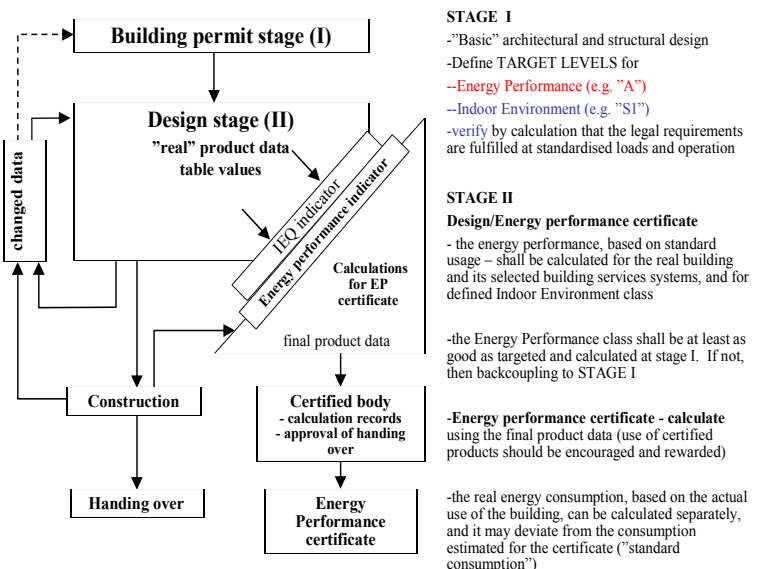 Building permit stage (I)
Design stage (II)
”real” product data
table values
changed data
IEQ indicator
Energy performance indicator
Calculations
for EP
certificate
final product data
Construction
Certified body
- calculation records
- approval of handing
over
Handing over
Energy
Performance
certificate
STAGE I
-”Basic” architectural and structural design
-Define TARGET LEVELS for
--Energy Performance (e.g. ”A”)
--Indoor Environment (e.g. ”S1”)
-verify by calculation that the legal requirements
are fulfilled at standardised loads and operation
STAGE II
Design/Energy performance certificate
- the energy performance, based on standard
usage – shall be calculated for the real building
and its selected building services systems, and for
defined Indoor Environment class
-the Energy Performance class shall be at least as
good as targeted and calculated at stage I. If not,
then backcoupling to STAGE I
-Energy performance certificate - calculate
using the final product data (use of certified
products should be encouraged and rewarded)
-the real energy consumption, based on the actual
use of the building, can be calculated separately,
and it may deviate from the consumption
estimated for the certificate (”standard
consumption”)